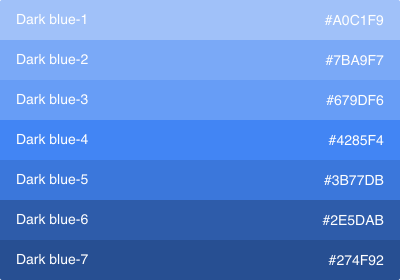 Dark blue-1 #A0C1F9
Dark blue-2 #7BA9F7
Dark blue-3 #679DF6
Dark blue-4 #4285F4
Dark blue-5 #3B77DB
Dark blue-6 #2E5DAB
Dark blue-7 #274F92